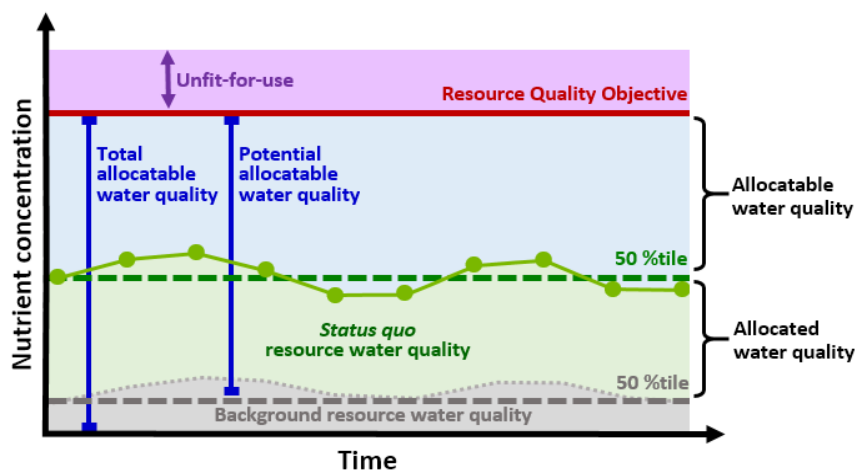 Unfit-for-use
Resource Quality Objective
Total
allocatable
water quality
Potential
allocatable
water quality
Allocatable
water quality
50 %tile
Status quo
resource water quality
Allocated
water quality
50 %tile
Background resource water quality
Nutrient concentration
Time